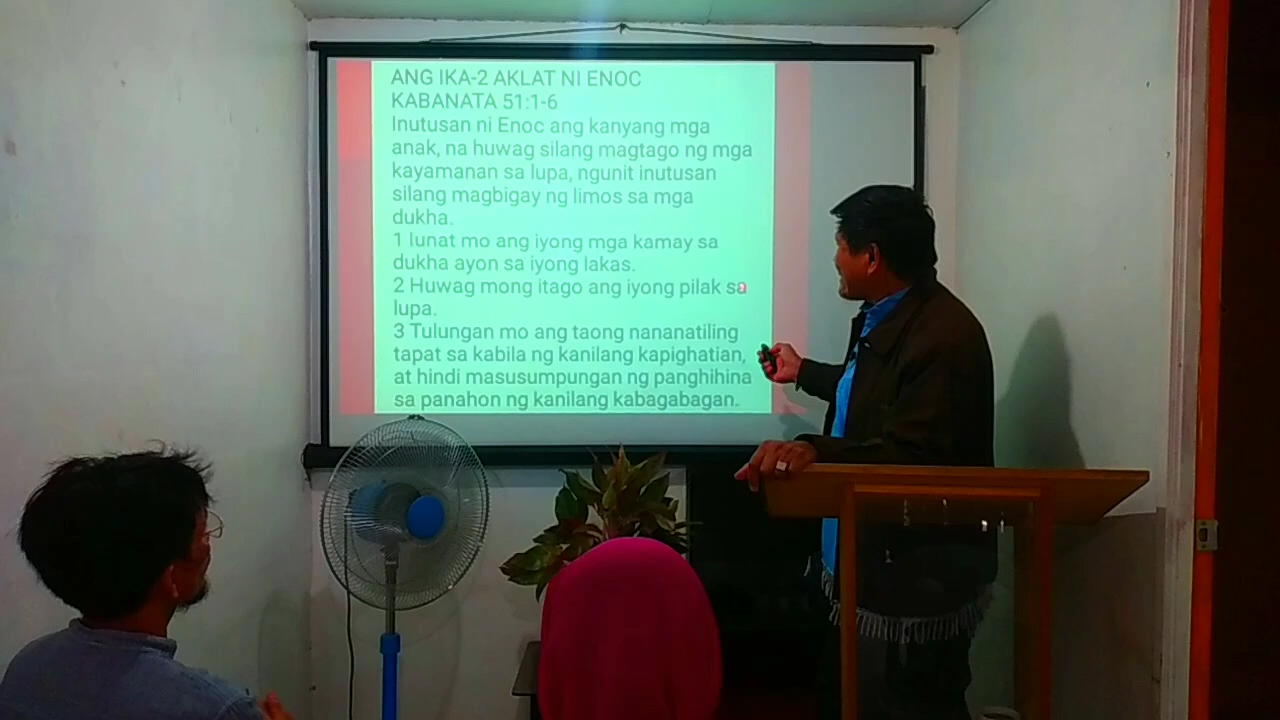 ANG IKA-2 AKLAT NI ENOC
KABANATA 51:1-6
Inutusan ni Enoc ang kanyang mga
anak, na huwag silang magtago ng mga
kayamanan sa lupa, ngunit inutusan
silang magbigay ng limos sa mga
dukha.
1 Iunat mo ang iyong mga kamay sa
dukha ayon sa iyong lakas.
2 Huwag mong itago ang iyong pilak sa
lupa.
3 Tulungan mo ang taong nananatiling
tapat sa kabila ng kanilang kapighatian,
at hindi masusumpungan ng panghihina
sa panahon ng kanilang kabagabagan.